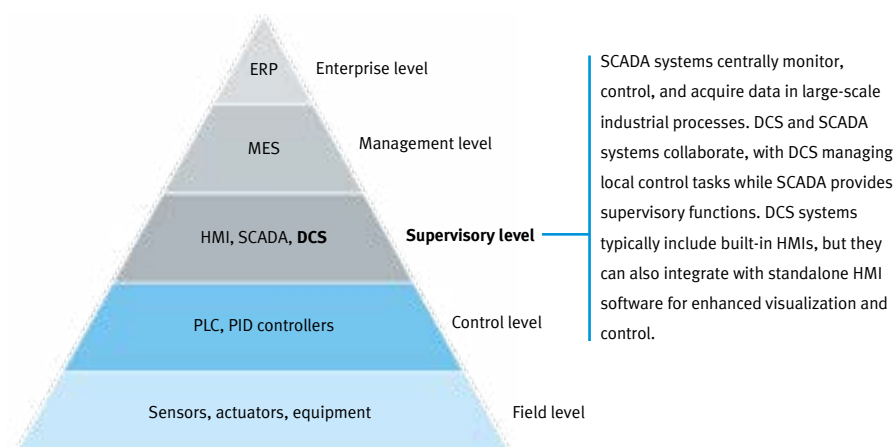 ERP
Enterprise level
MES
Management level
HMI, SCADA, DCS
Supervisory level
PLC, PID controllers
Control level
Sensors, actuators, equipment
Field level
SCADA systems centrally monitor,
control, and acquire data in large-scale
industrial processes. DCS and SCADA
systems collaborate, with DCS managing
local control tasks while SCADA provides
supervisory functions. DCS systems
typically include built-in HMIs, but they
can also integrate with standalone HMI
software for enhanced visualization and
control.